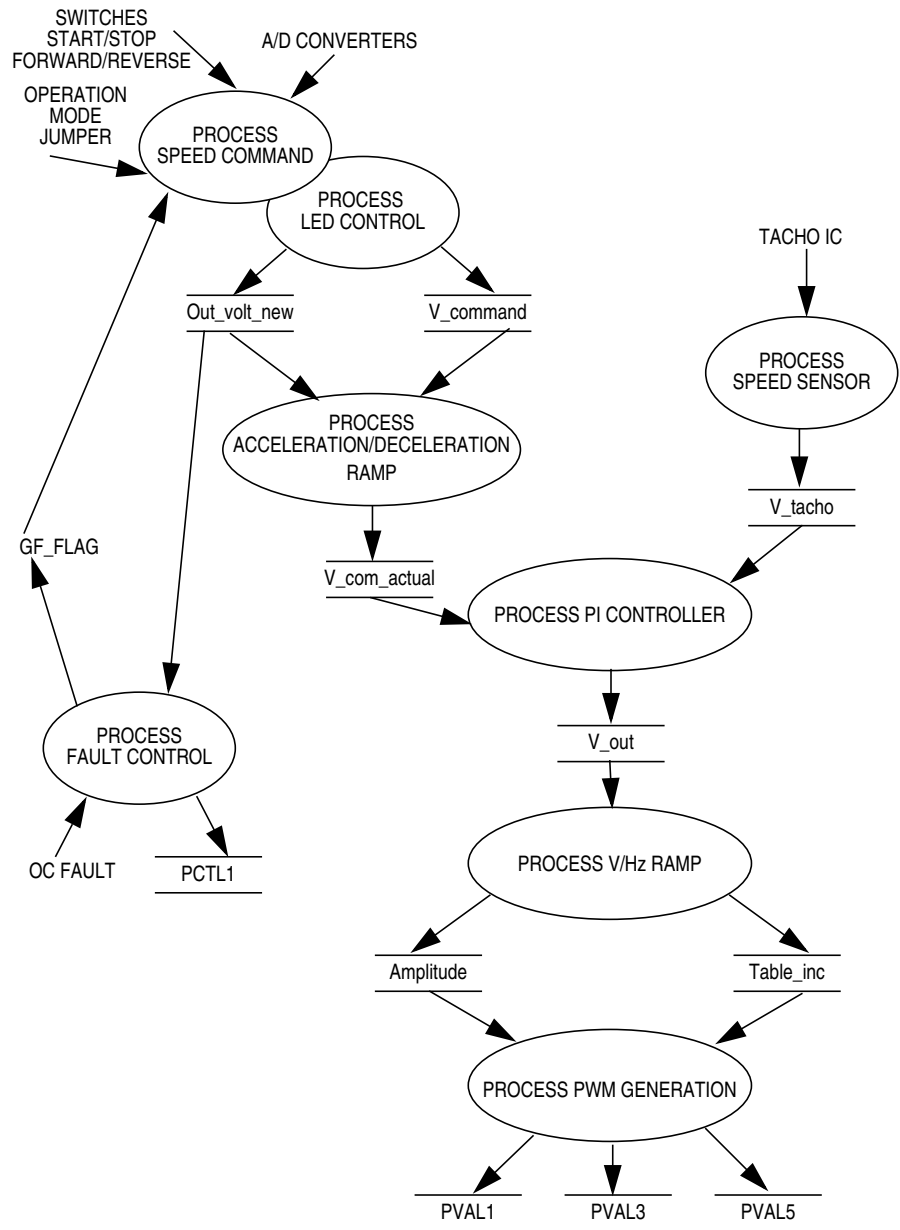 SWITCHES
START/STOP
FORWARD/REVERSE
A/D CONVERTERS
OPERATION
MODE
JUMPER
PROCESS
SPEED COMMAND
PROCESS
LED CONTROL
TACHO IC
Out_volt_new
V_command
PROCESS
SPEED SENSOR
PROCESS
ACCELERATION/DECELERATION
RAMP
V_tacho
GF_FLAG
V_com_actual
PROCESS PI CONTROLLER
PROCESS
FAULT CONTROL
V_out
OC FAULT
PCTL1
PROCESS V/Hz RAMP
Amplitude
Table_inc
PROCESS PWM GENERATION
PVAL1
PVAL3
PVAL5